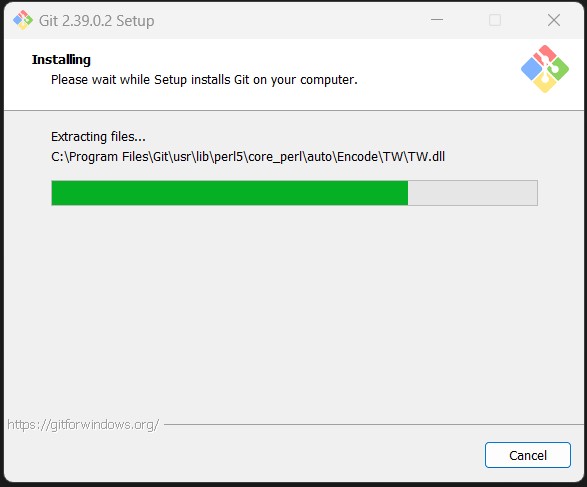 Git 2.39.0.2 Setup
Installing
Please wait while Setup installs Git on your computer.
Extracting files...
C:\Program Files\Git\usr\lib\perl5\core_perl\auto\Encode\TW\TW.dll
https://gitforwindows.org/
Cancel